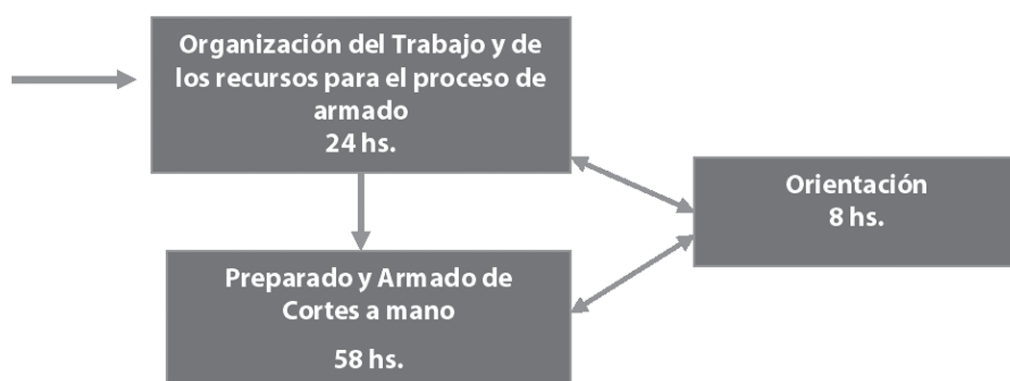 Organización del Trabajo y de
los recursos para el proceso de
armado
24 hs.
Orientación
8 hs.
Preparado y Armado de
Cortes a mano
58 hs.